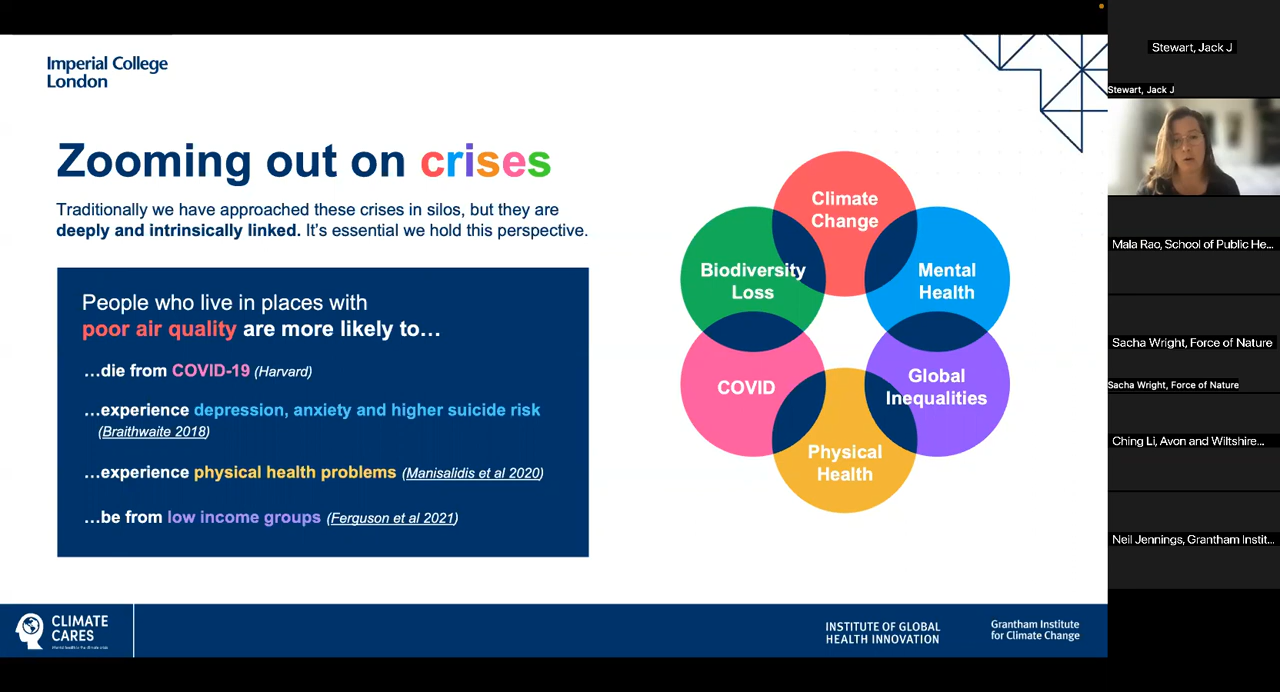 Imperial College
London
Zooming out on crises
Traditionally we have approached these crises in silos, but they are
deeply and intrinsically linked. It's essential we hold this perspective.
People who live in places with
poor air quality are more likely to...
...die from COVID-19 (Harvard)
...experience depression, anxiety and higher suicide risk
(Braithwaite 2018)
...experience physical health problems (Manisalidis et al 2020)
...be from low income groups (Ferguson et al 2021)
Climate
Change
Biodiversity
Loss
Mental
Health
COVID
Global
Inequalities
Physical
Health
CLIMATE
CARES
INSTITUTE OF GLOBAL
HEALTH INNOVATION
Grantham Institute
for Climate Change
Stewart, Jack J
Stewart, Jack J
Mala Rao, School of Public He...
Sacha Wright, Force of Nature
Sacha Wright, Force of Nature
Ching Li, Avon and Wiltshire...
Neil Jennings, Grantham Instit...